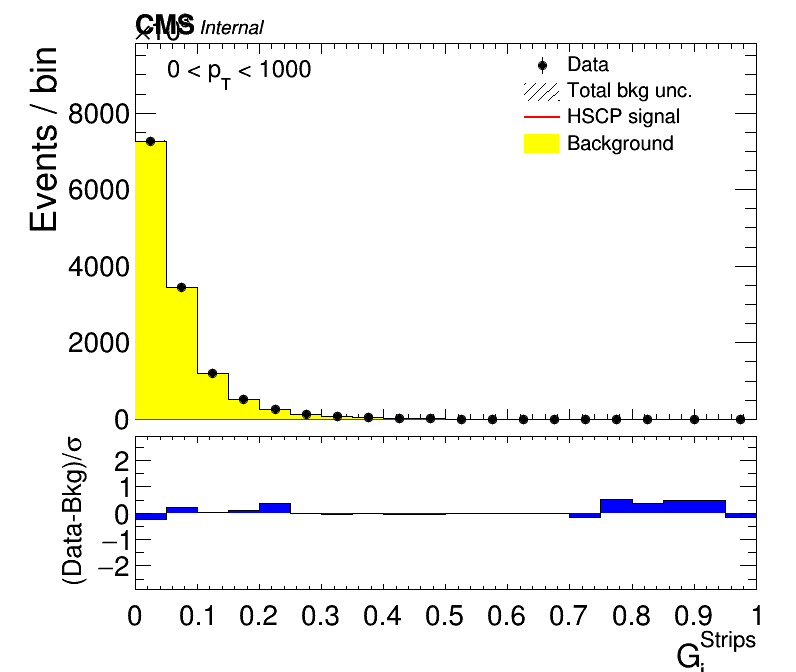 CMS Internal
0 < pT < 1000
Data
Total bkg unc.
HSCP signal
Background
Events / bin
8000
6000
4000
2000
0
(Data-Bkg)/σ
2
1
0
−1
−2
0 0.1 0.2 0.3 0.4 0.5 0.6 0.7 0.8 0.9 1
G_i^Strips